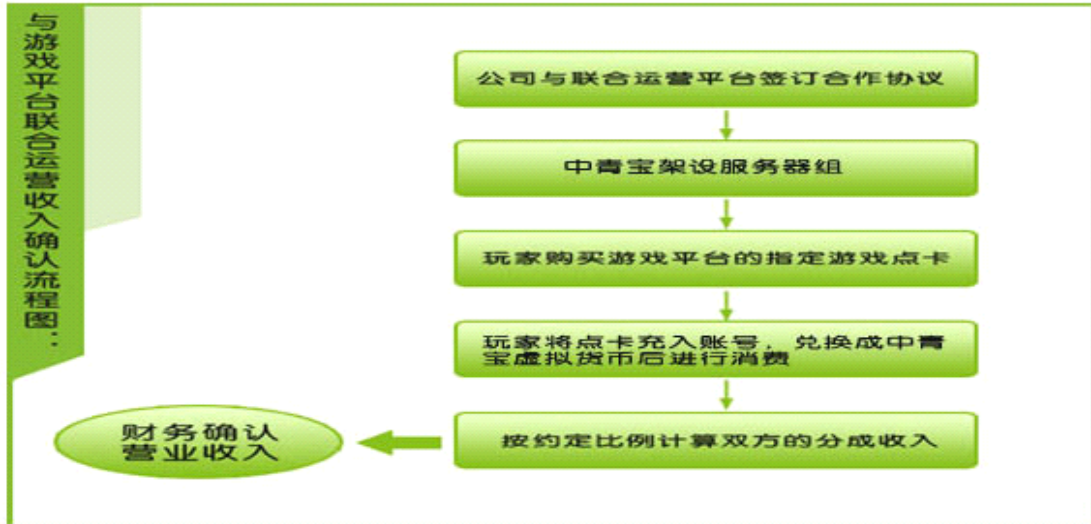 与游戏平台联合运营收入确认流程图：
公司与联合运营平台签订合作协议
中青宝架设服务器组
玩家购买游戏平台的指定游戏点卡
玩家将点卡充入账号，兑换成中青
宝虚拟货币后进行消费
按约定比例计算双方的分成收入
财务确认
营业收入